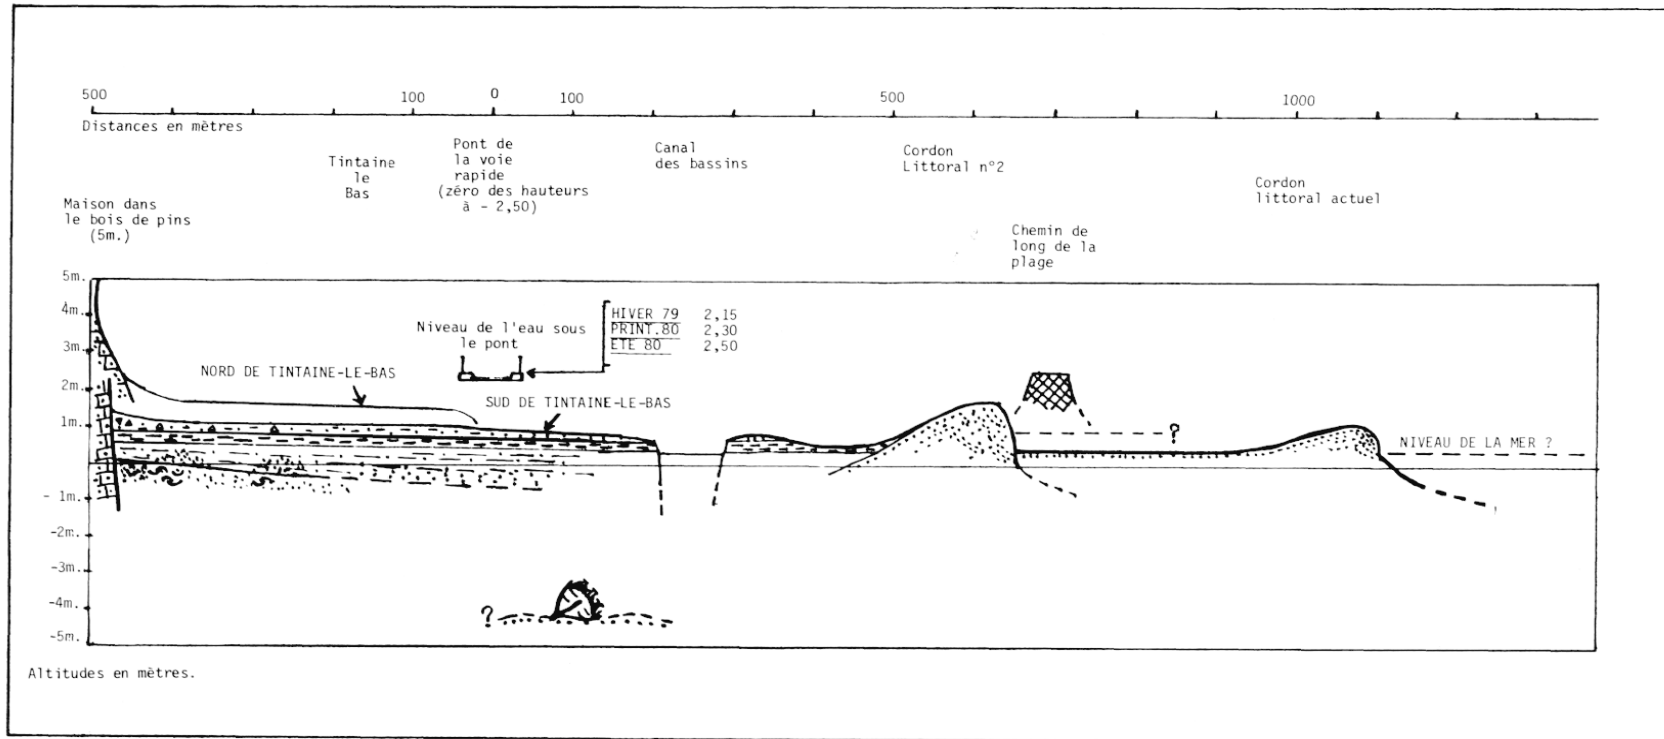 500 100 0 100 500 1000
Distances en mètres
Tintaine
le
Bas
Pont de
la voie
rapide
(zéro des hauteurs
à - 2,50)
Canal
des bassins
Cordon
Littoral n°2
Cordon
littoral actuel
Maison dans
le bois de pins
(5m.)
Chemin de
long de la
plage
5m.
4m.
3m.
2m.
1m.
0m.
- 1m.
-2m.
-3m.
-4m.
-5m.
Niveau de l'eau sous
le pont
HIVER 79 2,15
PRINT.80 2,30
ETE 80 2,50
NORD DE TINTAINE-LE-BAS
SUD DE TINTAINE-LE-BAS
?
NIVEAU DE LA MER ?
?
Altitudes en mètres.